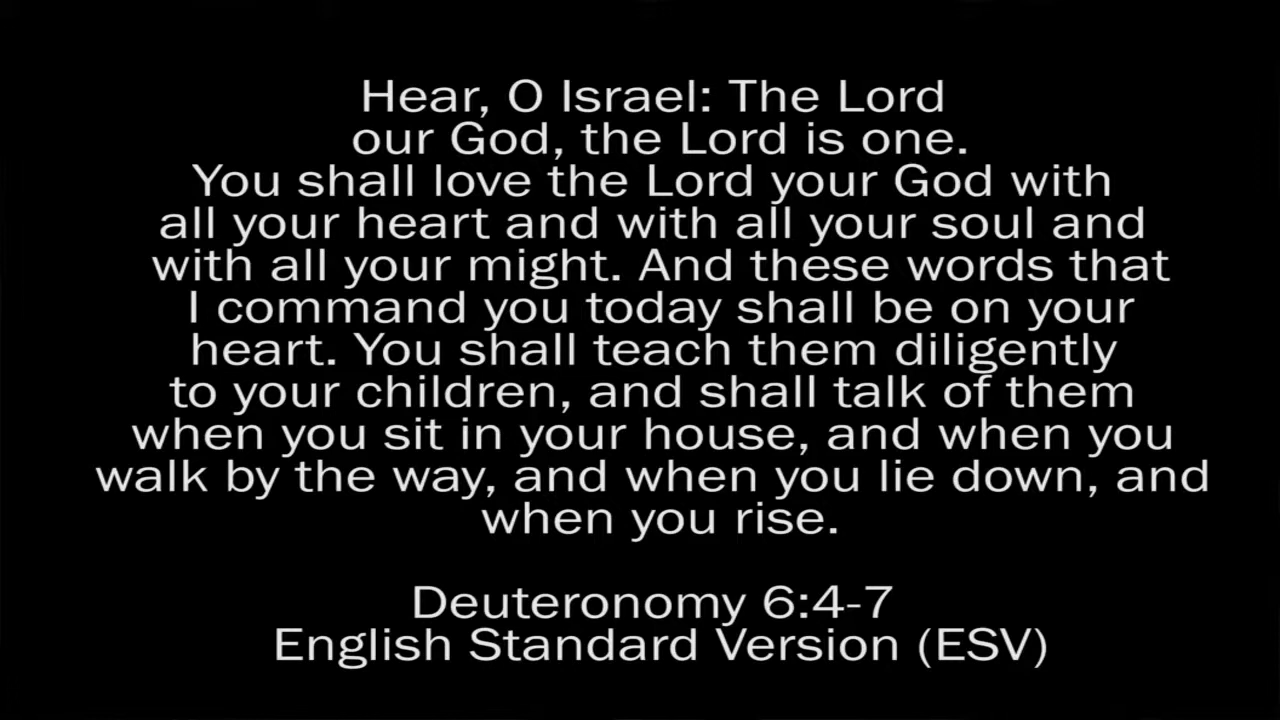 Hear, O Israel: The Lord
our God, the Lord is one.
You shall love the Lord your God with
all your heart and with all your soul and
with all your might. And these words that
I command you today shall be on your
heart. You shall teach them diligently
to your children, and shall talk of them
when you sit in your house, and when you
walk by the way, and when you lie down, and
when you rise.
Deuteronomy 6:4-7
English Standard Version (ESV)